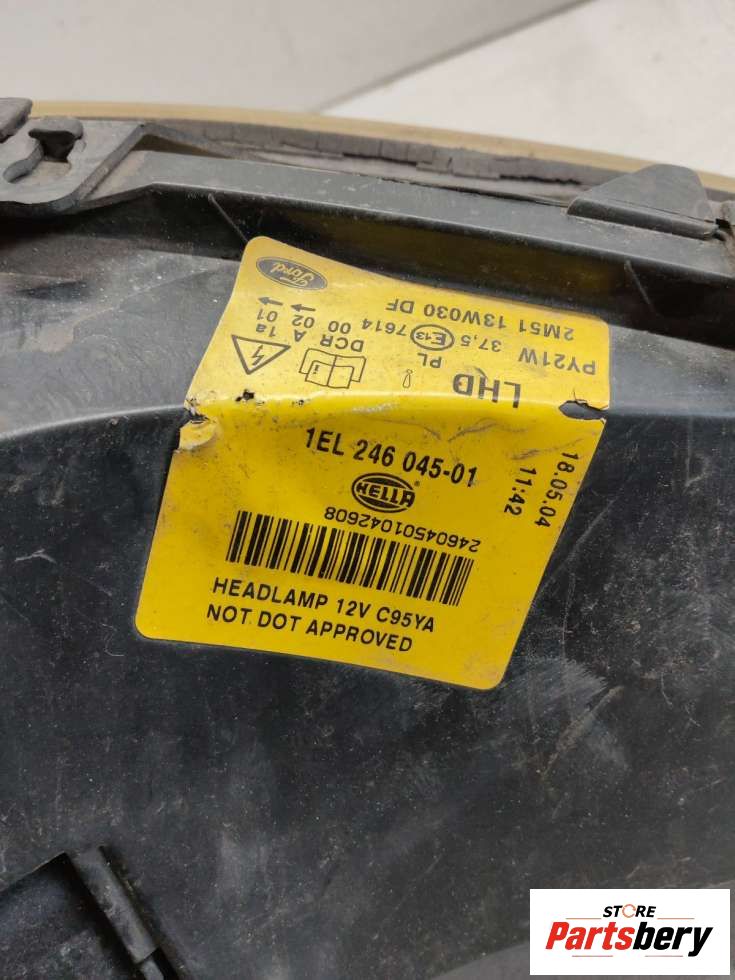 Ford
PY21W
2M51 13W030 DF
PL 37,5
E13 7614
DCR 00 02
A 01
1a
LHD
1EL 246 045-01
HELLA
18.05.04
11:42
24604501042608
HEADLAMP 12V C95YA
NOT DOT APPROVED
STORE
Partsbery